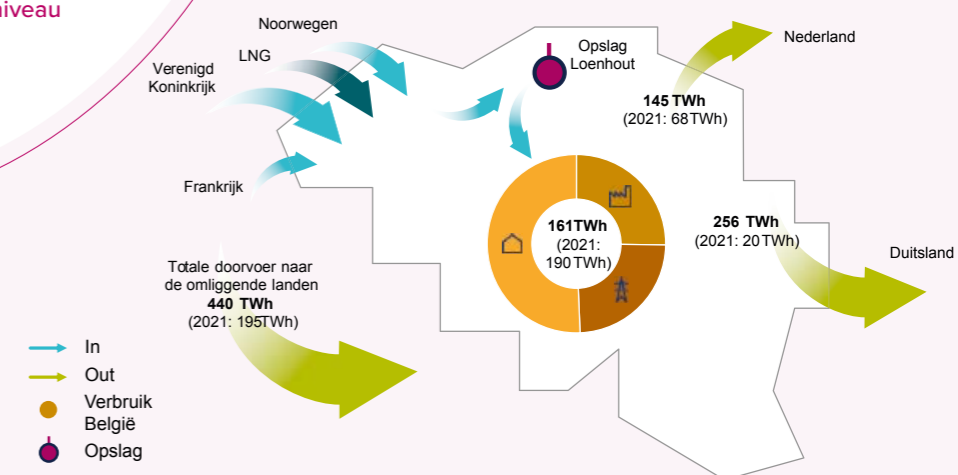 niveau
Noorwegen
LNG
Verenigd
Koninkrijk
Frankrijk
Opslag
Loenhout
Nederland
145 TWh
(2021: 68TWh)
161TWh
(2021:
190 TWh)
256 TWh
(2021: 20 TWh)
Duitsland
Totale doorvoer naar
de omliggende landen
440 TWh
(2021: 195TWh)
In
Out
Verbruik
België
Opslag